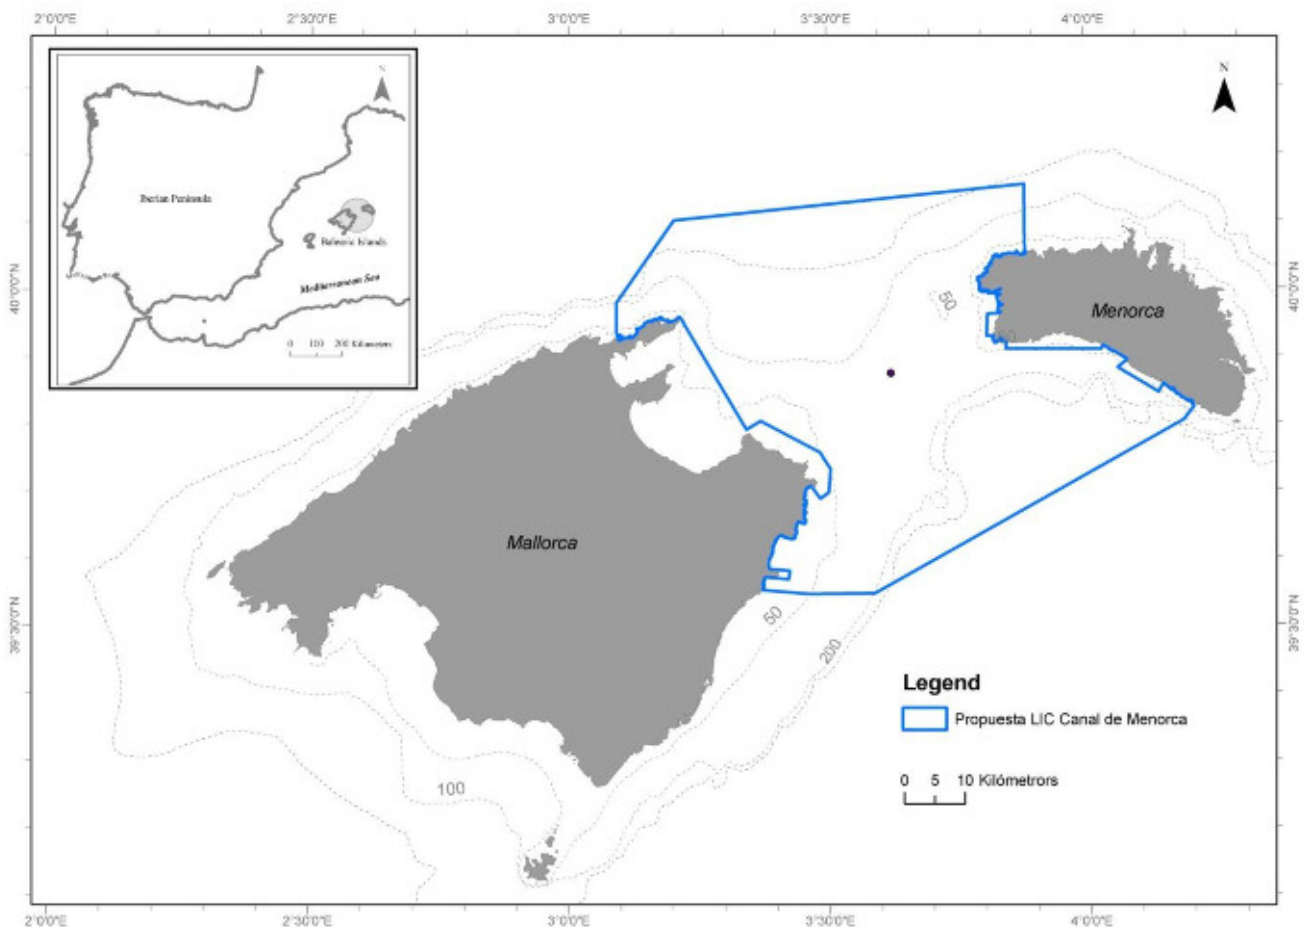 2°0'0"E 2°30'0"E 3°0'0"E 3°30'0"E 4°0'0"E
N
N
Iberian Peninsula
Balearic Islands
Mediterranean Sea
0 100 200 Kilometers
40°0'0"N
40°0'0"N
50
Menorca
50
Mallorca
39°30'0"N
39°30'0"N
50
200
100
Legend
Propuesta LIC Canal de Menorca
0 5 10 Kilómetrors
2°0'0"E 2°30'0"E 3°0'0"E 3°30'0"E 4°0'0"E